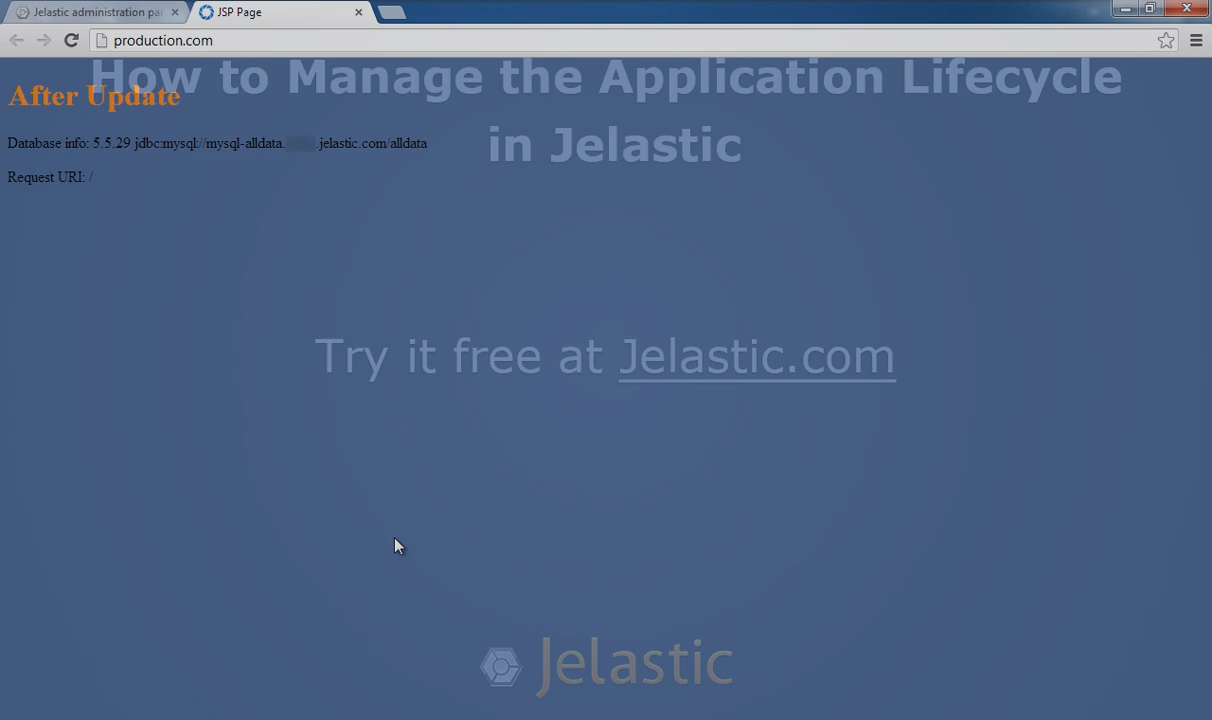 Jelastic administration pa
JSP Page
production.com
How to Manage the Application Lifecycle
in Jelastic
After Update
Database info: 5.5.29 jdbc:mysql://mysql-alldata. .jelastic.com/alldata
Request URI: /
Try it free at Jelastic.com
Jelastic